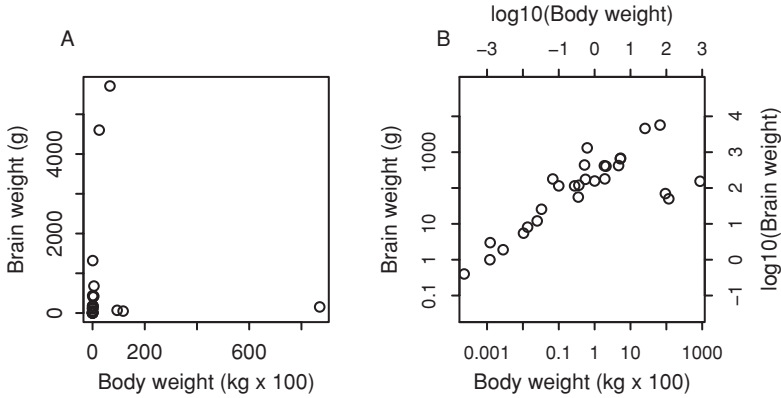 A
Brain weight (g)
0 2000 4000
0 200 600
Body weight (kg x 100)
log10(Body weight)
B
−3 −1 0 1 2 3
Brain weight (g)
0.1 1 10 1000
−1 0 1 2 3 4
log10(Brain weight)
0.001 0.1 1 10 1000
Body weight (kg x 100)